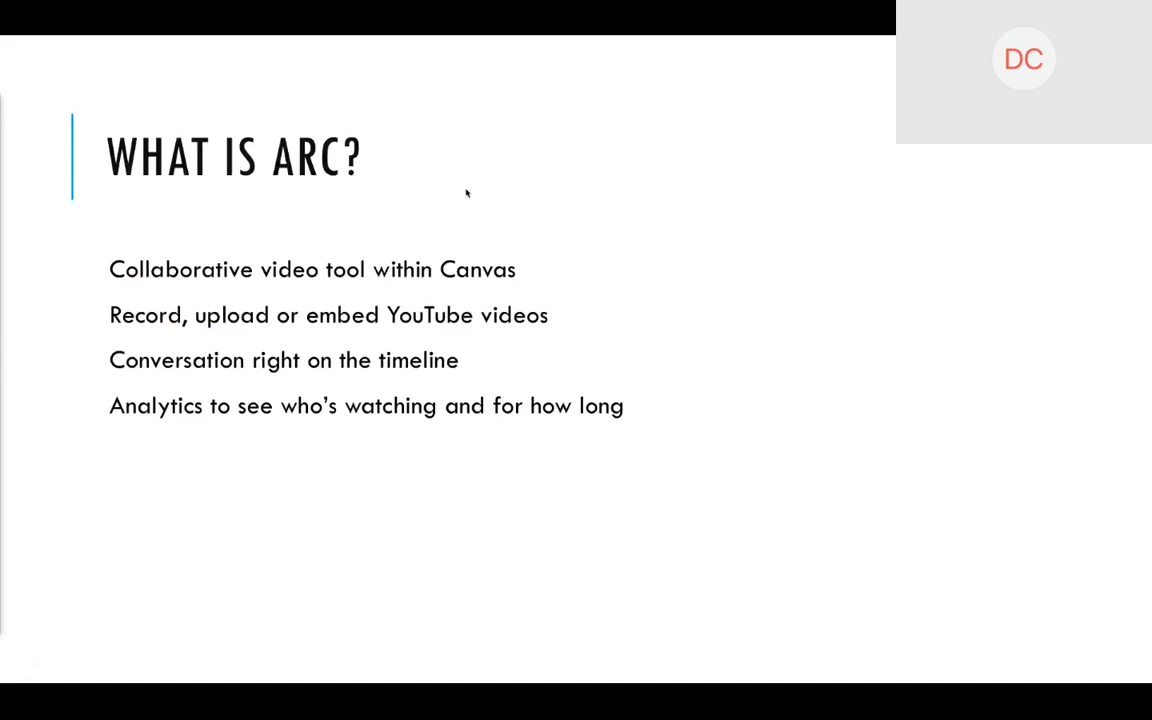 DC
WHAT IS ARC?
Collaborative video tool within Canvas
Record, upload or embed YouTube videos
Conversation right on the timeline
Analytics to see who’s watching and for how long